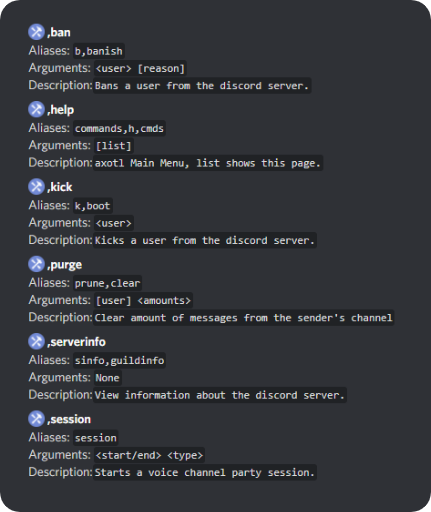 ,ban
Aliases: b,banish
Arguments: <user> [reason]
Description: Bans a user from the discord server.
,help
Aliases: commands,h,cmds
Arguments: [list]
Description: axotl Main Menu, list shows this page.
,kick
Aliases: k,boot
Arguments: <user>
Description: Kicks a user from the discord server.
,purge
Aliases: prune,clear
Arguments: [user] <amounts>
Description: Clear amount of messages from the sender's channel
,serverinfo
Aliases: sinfo,guildinfo
Arguments: None
Description: View information about the discord server.
,session
Aliases: session
Arguments: <start/end> <type>
Description: Starts a voice channel party session.